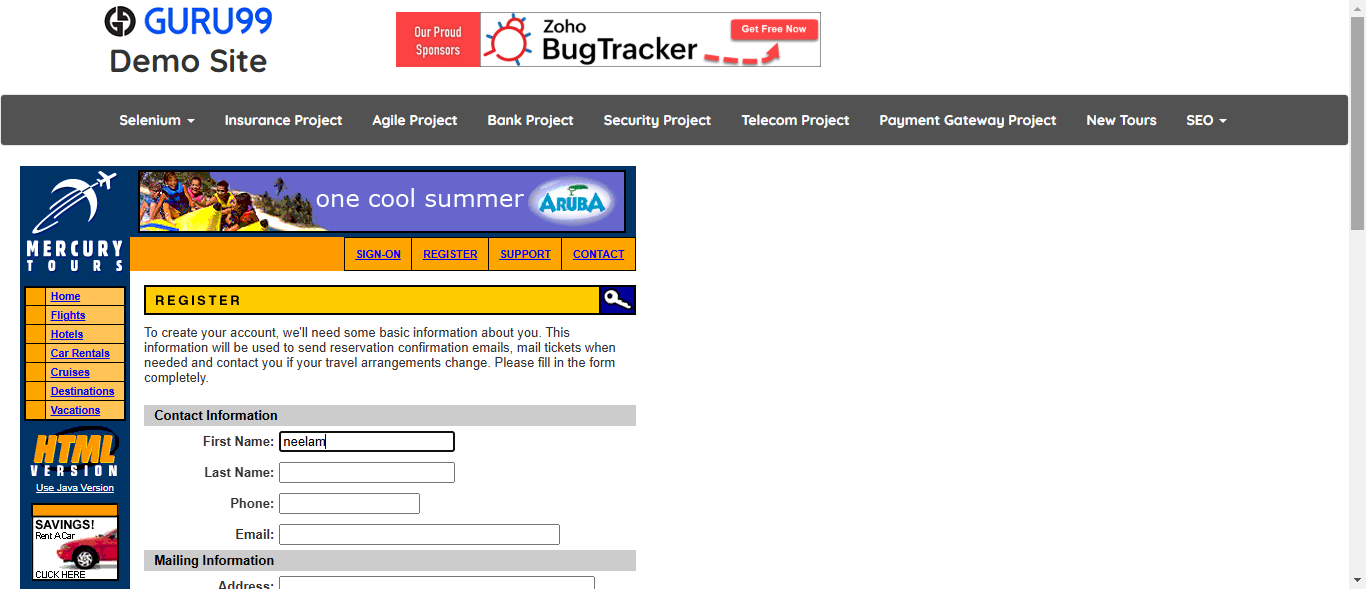 GURU99
Demo Site
Our Proud
Sponsors
Zoho
BugTracker
Get Free Now
Selenium
Insurance Project
Agile Project
Bank Project
Security Project
Telecom Project
Payment Gateway Project
New Tours
SEO
MERCURY
TOURS
one cool summer
ARUBA
SIGN-ON
REGISTER
SUPPORT
CONTACT
Home
Flights
Hotels
Car Rentals
Cruises
Destinations
Vacations
HTML
VERSION
Use Java Version
SAVINGS!
Rent A Car
CLICK HERE
REGISTER
To create your account, we'll need some basic information about you. This
information will be used to send reservation confirmation emails, mail tickets when
needed and contact you if your travel arrangements change. Please fill in the form
completely.
Contact Information
First Name: neelam
Last Name:
Phone:
Email:
Mailing Information
Address: